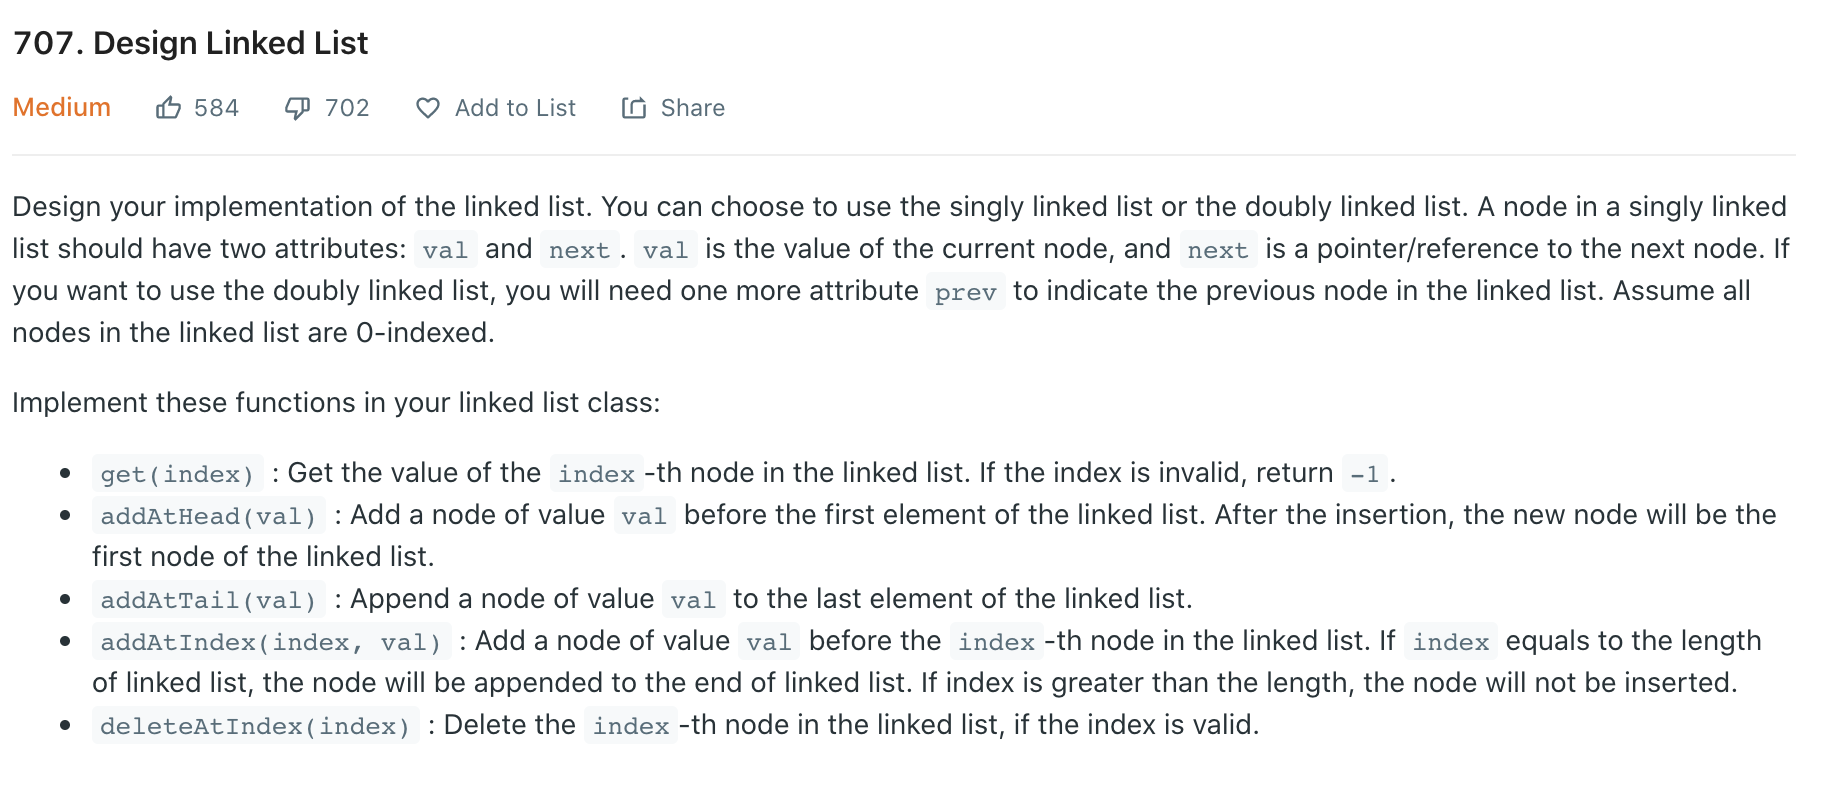 707. Design Linked List
Medium 584 702 Add to List Share
Design your implementation of the linked list. You can choose to use the singly linked list or the doubly linked list. A node in a singly linked
list should have two attributes: val and next. val is the value of the current node, and next is a pointer/reference to the next node. If
you want to use the doubly linked list, you will need one more attribute prev to indicate the previous node in the linked list. Assume all
nodes in the linked list are 0-indexed.
Implement these functions in your linked list class:
• get(index) : Get the value of the index -th node in the linked list. If the index is invalid, return -1.
• addAtHead(val) : Add a node of value val before the first element of the linked list. After the insertion, the new node will be the
first node of the linked list.
• addAtTail(val) : Append a node of value val to the last element of the linked list.
• addAtIndex(index, val) : Add a node of value val before the index -th node in the linked list. If index equals to the length
of linked list, the node will be appended to the end of linked list. If index is greater than the length, the node will not be inserted.
• deleteAtIndex(index) : Delete the index -th node in the linked list, if the index is valid.